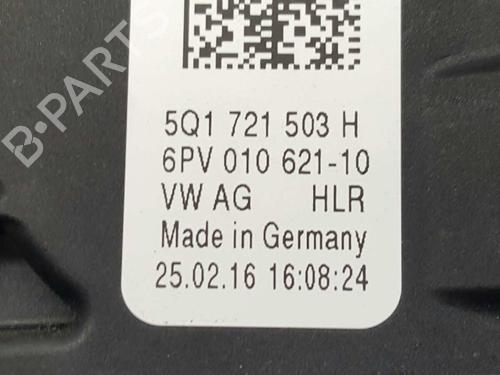 B-PARTS
5Q1 721 503 H
6PV 010 621-10
VW AG HLR
Made in Germany
25.02.16 16:08:24